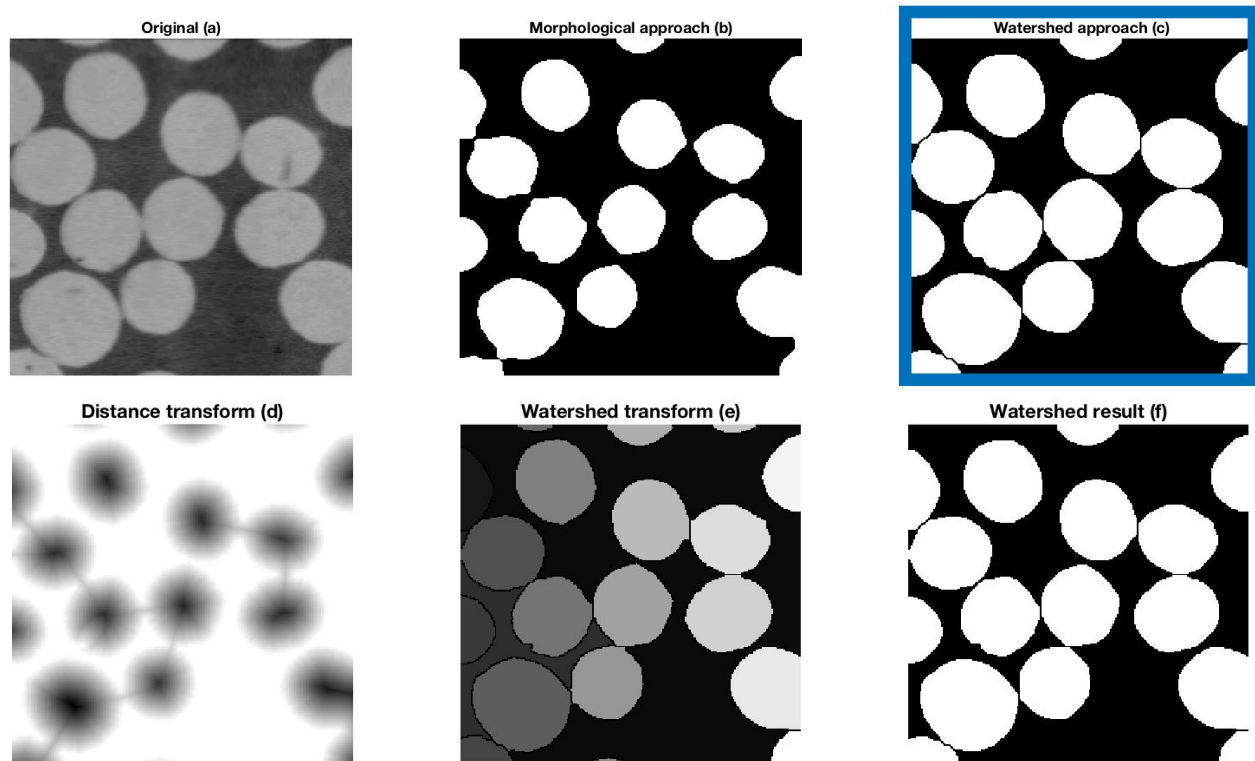 Original (a)
Morphological approach (b)
Watershed approach (c)
Distance transform (d)
Watershed transform (e)
Watershed result (f)